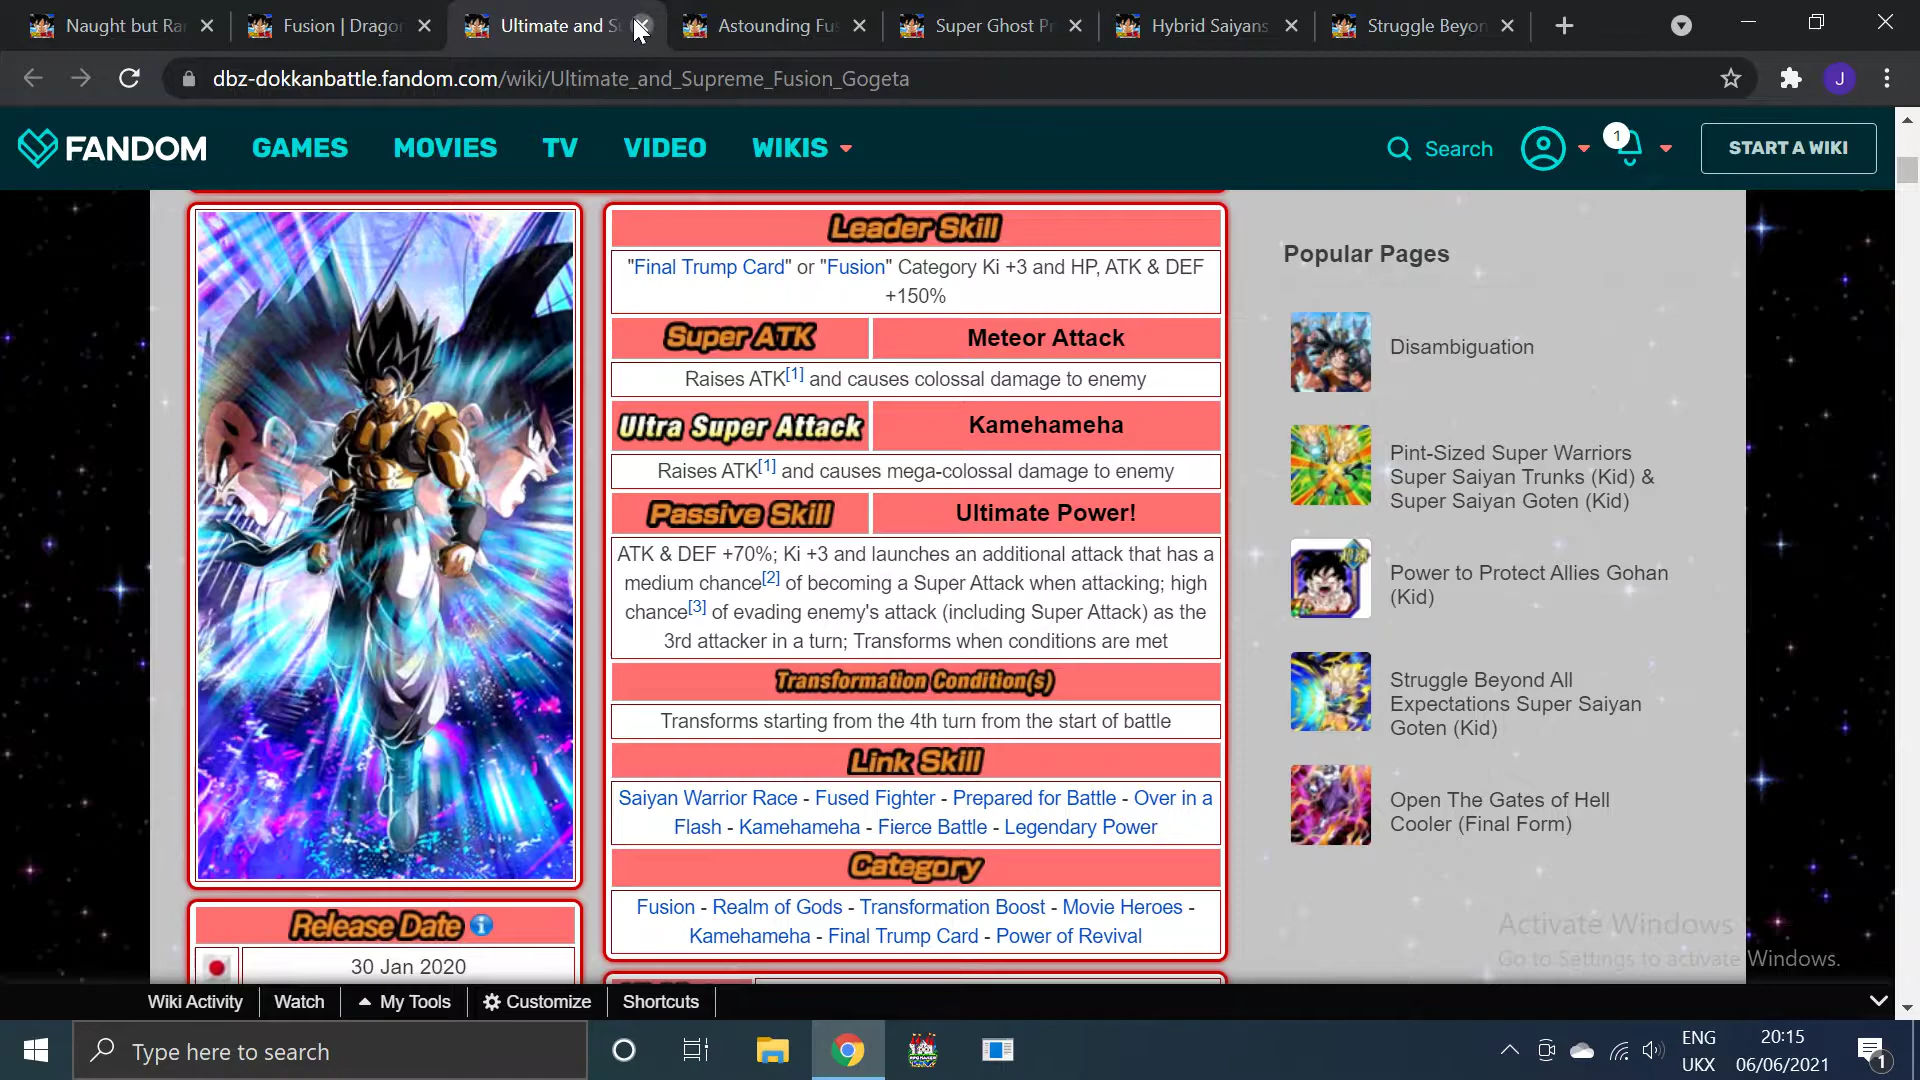 Naught but Ra
Fusion | Dragon
Ultimate and S
Astounding Fus
Super Ghost Pr
Hybrid Saiyans
Struggle Beyon
dbz-dokkanbattle.fandom.com/wiki/Ultimate_and_Supreme_Fusion_Gogeta
J
FANDOM
GAMES
MOVIES
TV
VIDEO
WIKIS
1
Search
START A WIKI
Leader Skill
"Final Trump Card" or "Fusion" Category Ki +3 and HP, ATK & DEF
+150%
Super ATK
Meteor Attack
Raises ATK[1] and causes colossal damage to enemy
Ultra Super Attack
Kamehameha
Raises ATK[1] and causes mega-colossal damage to enemy
Passive Skill
Ultimate Power!
ATK & DEF +70%; Ki +3 and launches an additional attack that has a
medium chance[2] of becoming a Super Attack when attacking; high
chance[3] of evading enemy's attack (including Super Attack) as the
3rd attacker in a turn; Transforms when conditions are met
Transformation Condition(s)
Transforms starting from the 4th turn from the start of battle
Link Skill
Saiyan Warrior Race - Fused Fighter - Prepared for Battle - Over in a
Flash - Kamehameha - Fierce Battle - Legendary Power
Category
Fusion - Realm of Gods - Transformation Boost - Movie Heroes -
Kamehameha - Final Trump Card - Power of Revival
Release Date
30 Jan 2020
Popular Pages
Disambiguation
Pint-Sized Super Warriors
Super Saiyan Trunks (Kid) &
Super Saiyan Goten (Kid)
Power to Protect Allies Gohan
(Kid)
Struggle Beyond All
Expectations Super Saiyan
Goten (Kid)
Open The Gates of Hell
Cooler (Final Form)
Activate Windows
Go to Settings to activate Windows.
Wiki Activity
Watch
My Tools
Customize
Shortcuts
Type here to search
ENG
UKX
20:15
06/06/2021
1